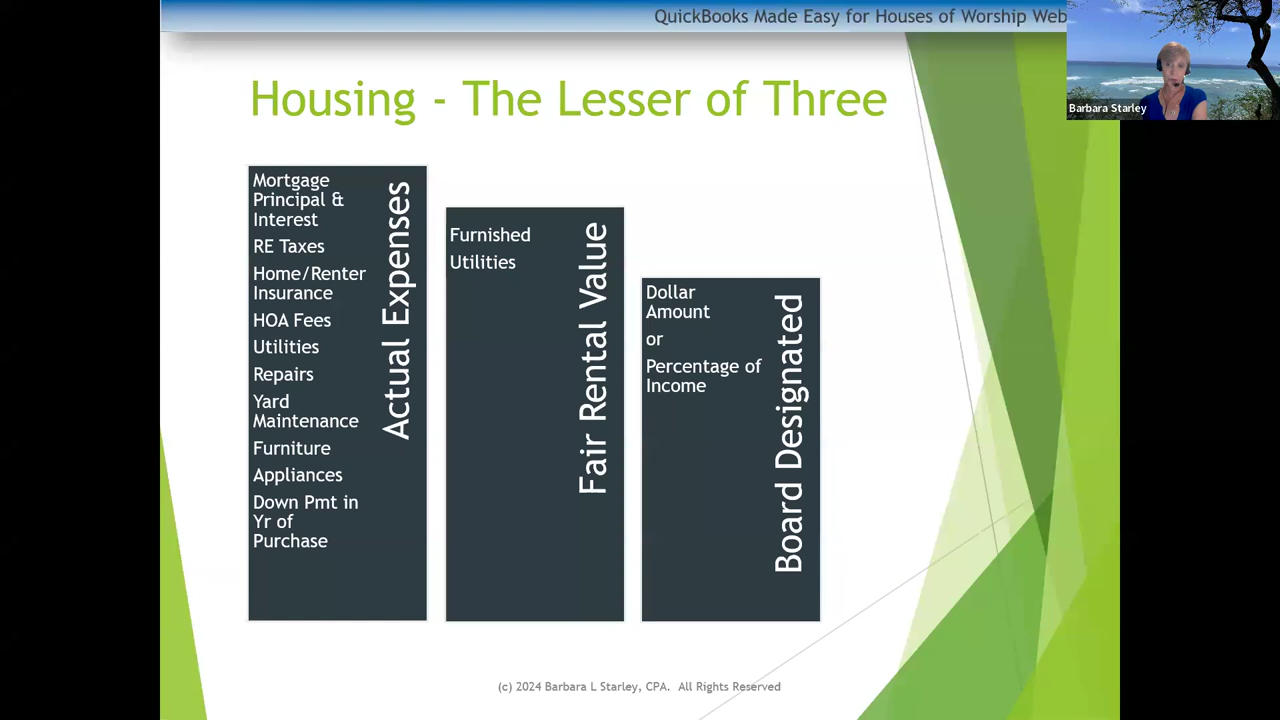 QuickBooks Made Easy for Houses of Worship Web
Barbara Starley
Housing - The Lesser of Three
Mortgage
Principal &
Interest
RE Taxes
Home/Renter
Insurance
HOA Fees
Utilities
Repairs
Yard
Maintenance
Furniture
Appliances
Down Pmt in
Yr of
Purchase
Actual Expenses
Furnished
Utilities
Fair Rental Value
Dollar
Amount
or
Percentage of
Income
Board Designated
(c) 2024 Barbara L Starley, CPA. All Rights Reserved